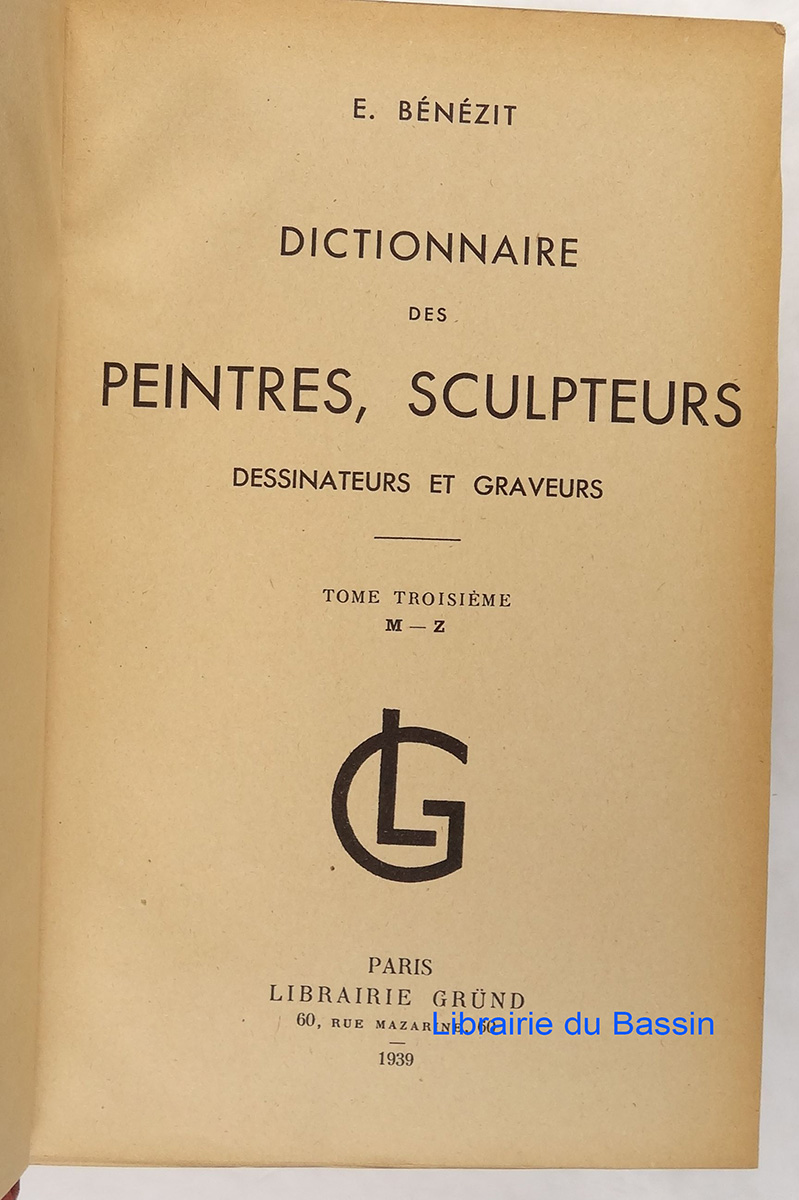 E. BÉNÉZIT
DICTIONNAIRE
DES
PEINTRES, SCULPTEURS
DESSINATEURS ET GRAVEURS
TOME TROISIÈME
M — Z
LG
PARIS
LIBRAIRIE GRÜND
60, RUE MAZARINE, 60
Librairie du Bassin
1939